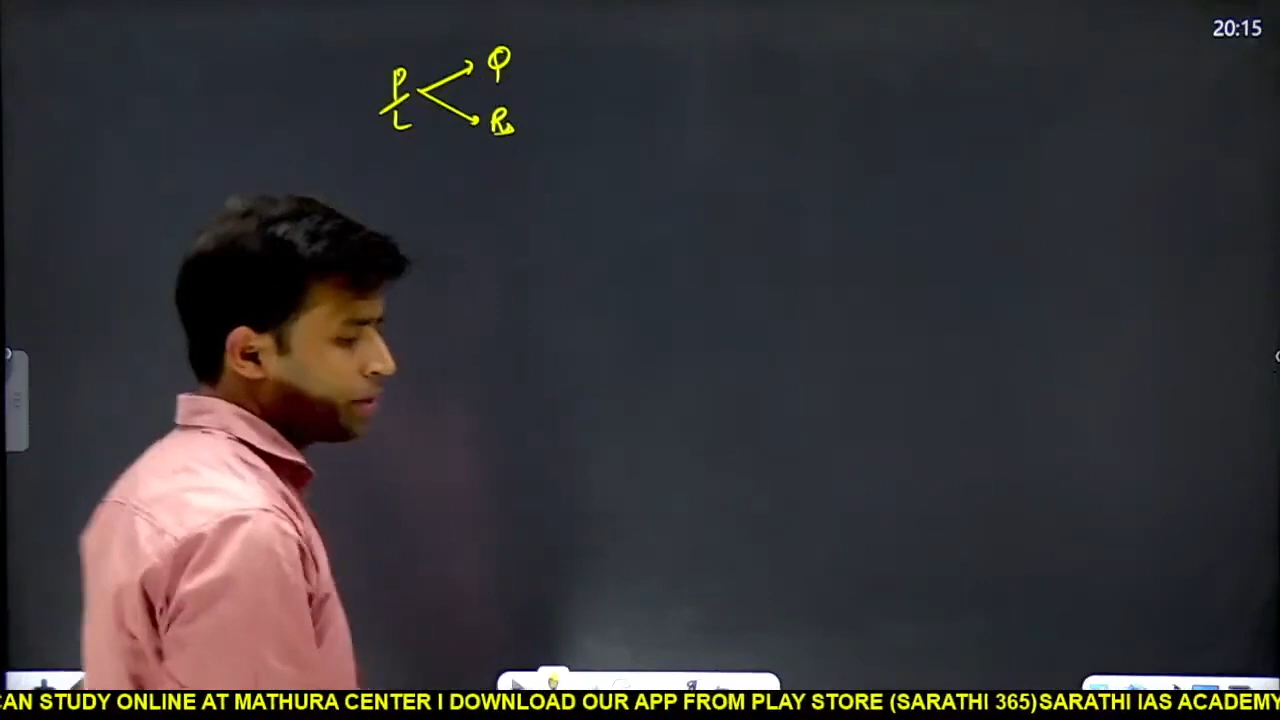 20:15
P
L
Q
R
CAN STUDY ONLINE AT MATHURA CENTER I DOWNLOAD OUR APP FROM PLAY STORE (SARATHI 365)SARATHI IAS ACADEMY